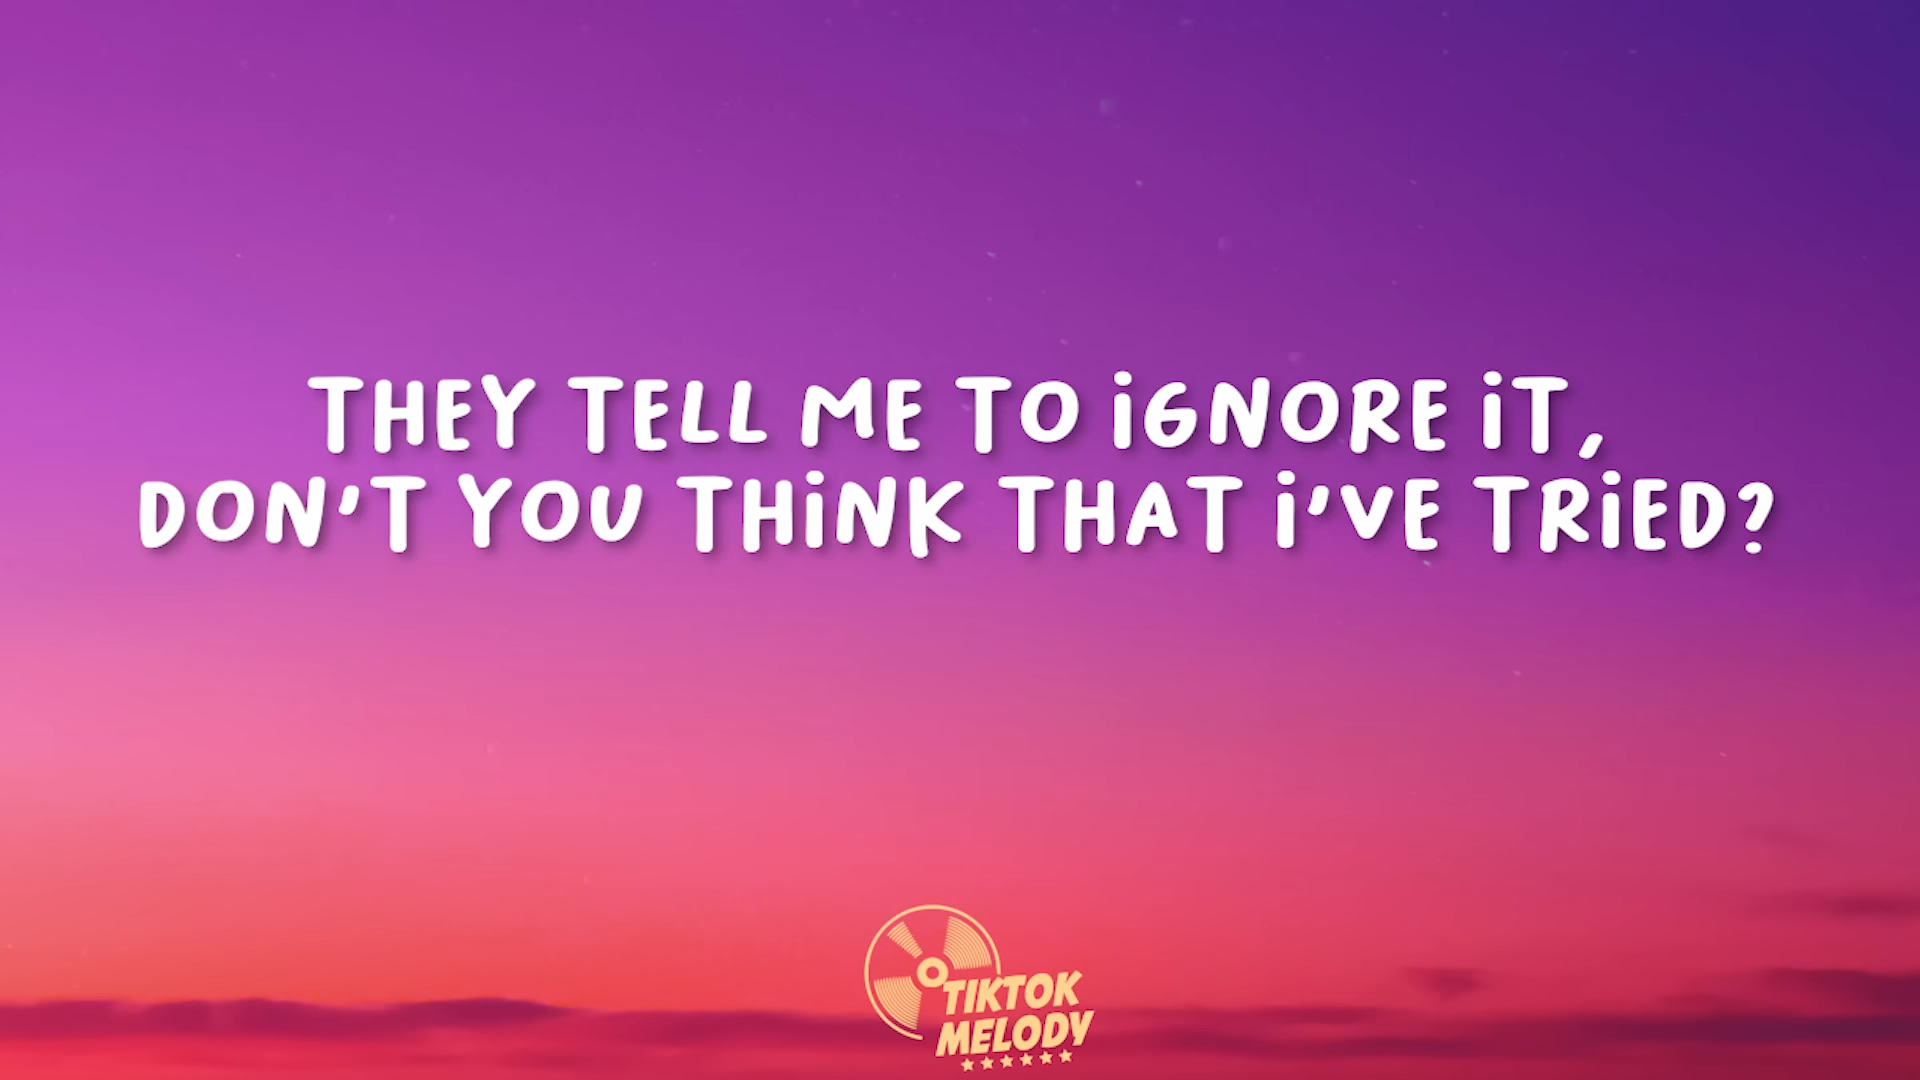 THEY TELL ME TO iGNORE iT,
DON'T YOU THiNK THAT i'VE TRiED?
TIKTOK
MELODY